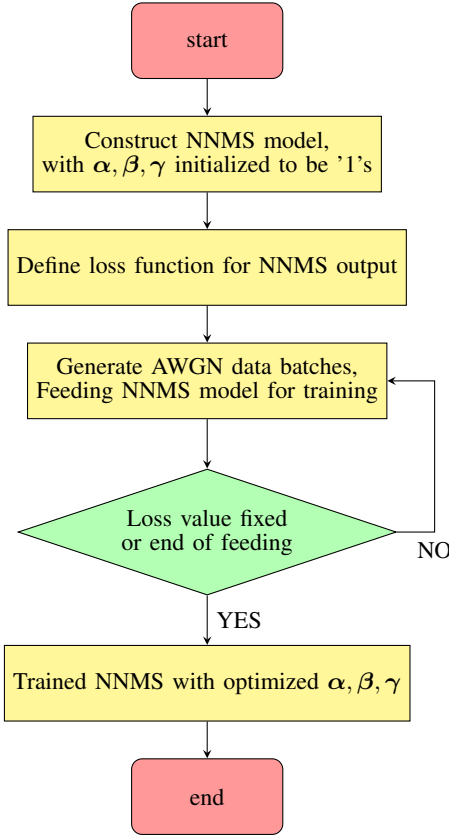 start
Construct NNMS model,
with α, β, γ initialized to be '1's
Define loss function for NNMS output
Generate AWGN data batches,
Feeding NNMS model for training
Loss value fixed
or end of feeding
NO
YES
Trained NNMS with optimized α, β, γ
end